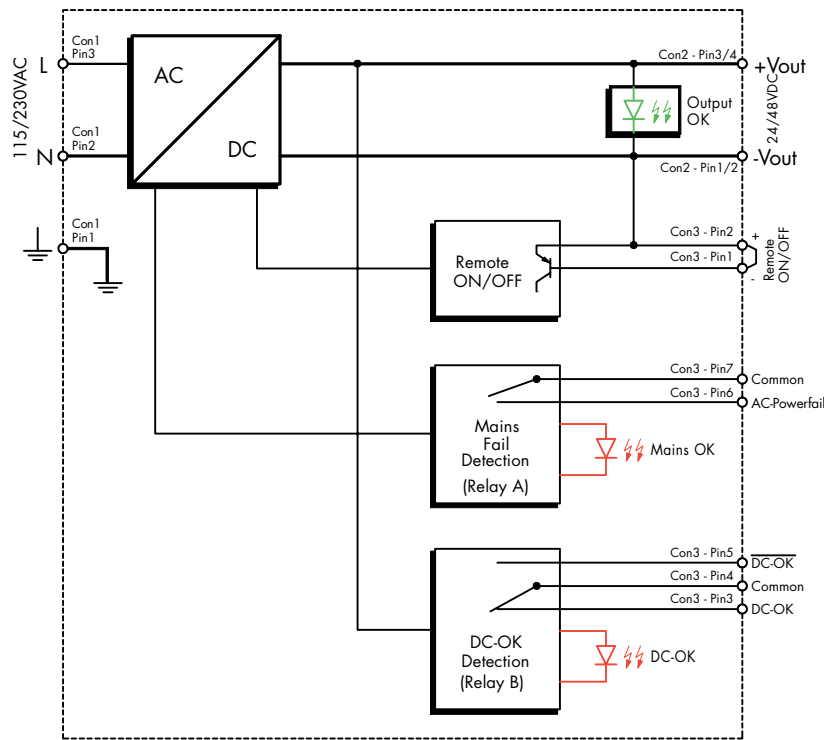 Con1
Pin3
L
115/230VAC
Con1
Pin2
N
Con1
Pin1
AC
DC
Con2 - Pin3/4
+Vout
Output
OK
24/48VDC
-Vout
Con2 - Pin1/2
Remote
ON/OFF
Con3 - Pin2
+
Con3 - Pin1
-
Remote
ON/OFF
Con3 - Pin7
Common
Con3 - Pin6
AC-Powerfail
Mains
Fail
Detection
(Relay A)
Mains OK
Con3 - Pin5
DC-OK
Con3 - Pin4
Common
Con3 - Pin3
DC-OK
DC-OK
Detection
(Relay B)
DC-OK